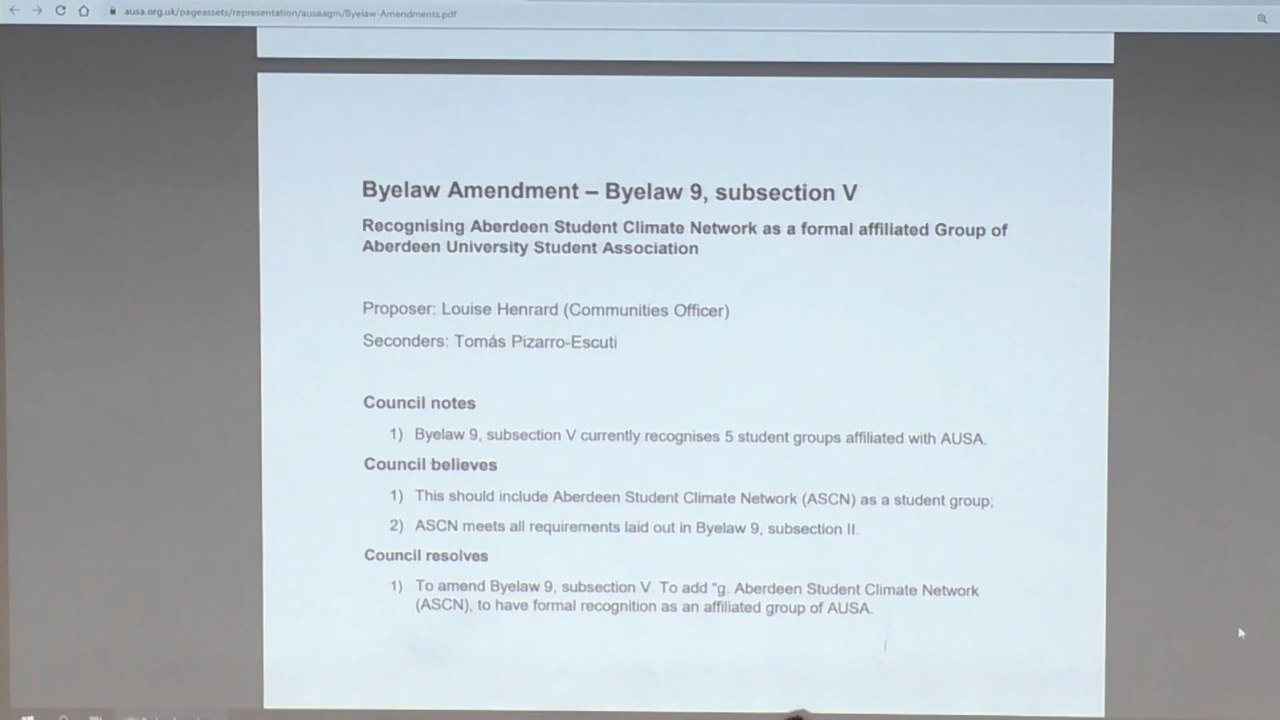 ausa.org.uk/pageassets/representation/ausaagm/Byelaw-Amendments.pdf
Byelaw Amendment – Byelaw 9, subsection V
Recognising Aberdeen Student Climate Network as a formal affiliated Group of
Aberdeen University Student Association
Proposer: Louise Henrard (Communities Officer)
Seconders: Tomás Pizarro-Escuti
Council notes
1) Byelaw 9, subsection V currently recognises 5 student groups affiliated with AUSA.
Council believes
1) This should include Aberdeen Student Climate Network (ASCN) as a student group;
2) ASCN meets all requirements laid out in Byelaw 9, subsection II.
Council resolves
1) To amend Byelaw 9, subsection V. To add "g. Aberdeen Student Climate Network
(ASCN), to have formal recognition as an affiliated group of AUSA.